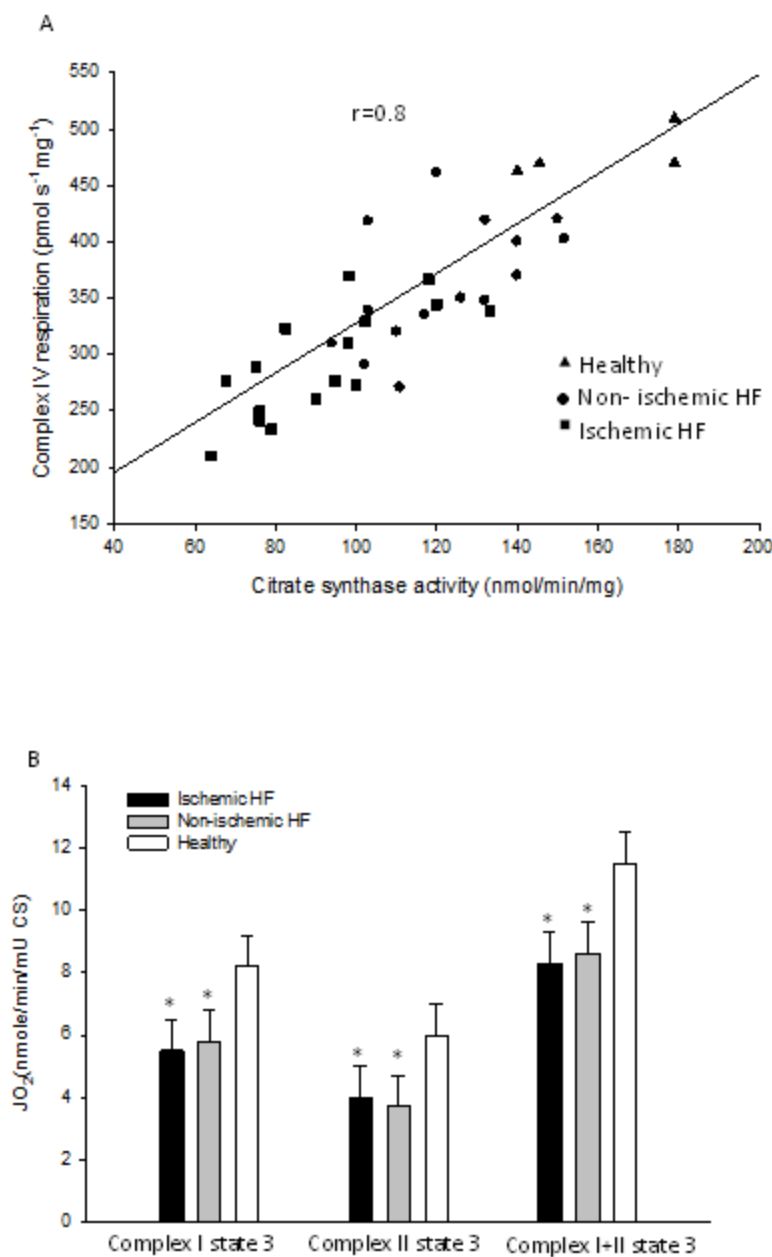 A
550
500
450
400
350
300
250
200
150
Complex IV respiration (pmol s⁻¹mg⁻¹)
r=0.8
Healthy
Non- ischemic HF
Ischemic HF
40 60 80 100 120 140 160 180 200
Citrate synthase activity (nmol/min/mg)
B
14
12
10
8
6
4
2
0
JO₂(nmole/min/mU CS)
Ischemic HF
Non-ischemic HF
Healthy
* *
* *
* *
Complex I state 3 Complex II state 3 Complex I+II state 3